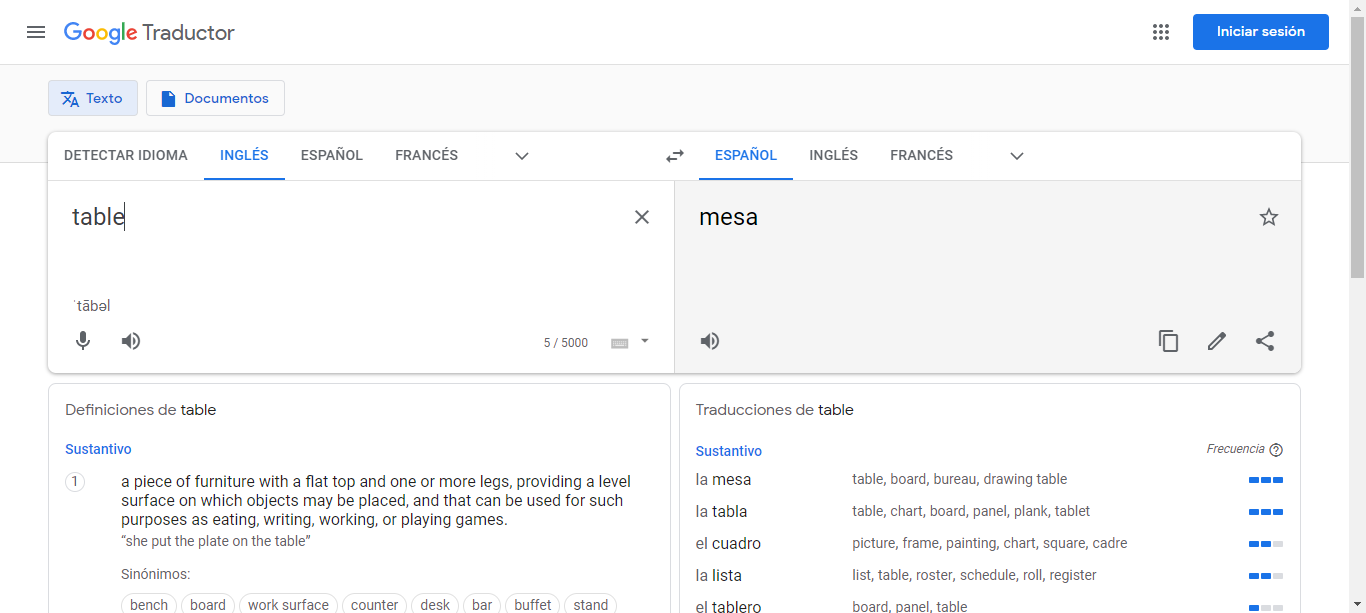 Google Traductor
Iniciar sesión
Texto
Documentos
DETECTAR IDIOMA INGLÉS ESPAÑOL FRANCÉS
ESPAÑOL INGLÉS FRANCÉS
table
mesa
ˈtābəl
5 / 5000
Definiciones de table
Sustantivo
1
a piece of furniture with a flat top and one or more legs, providing a level
surface on which objects may be placed, and that can be used for such
purposes as eating, writing, working, or playing games.
“she put the plate on the table”
Sinónimos:
bench board work surface counter desk bar buffet stand
Traducciones de table
Sustantivo Frecuencia
la mesa table, board, bureau, drawing table
la tabla table, chart, board, panel, plank, tablet
el cuadro picture, frame, painting, chart, square, cadre
la lista list, table, roster, schedule, roll, register
el tablero board, panel, table